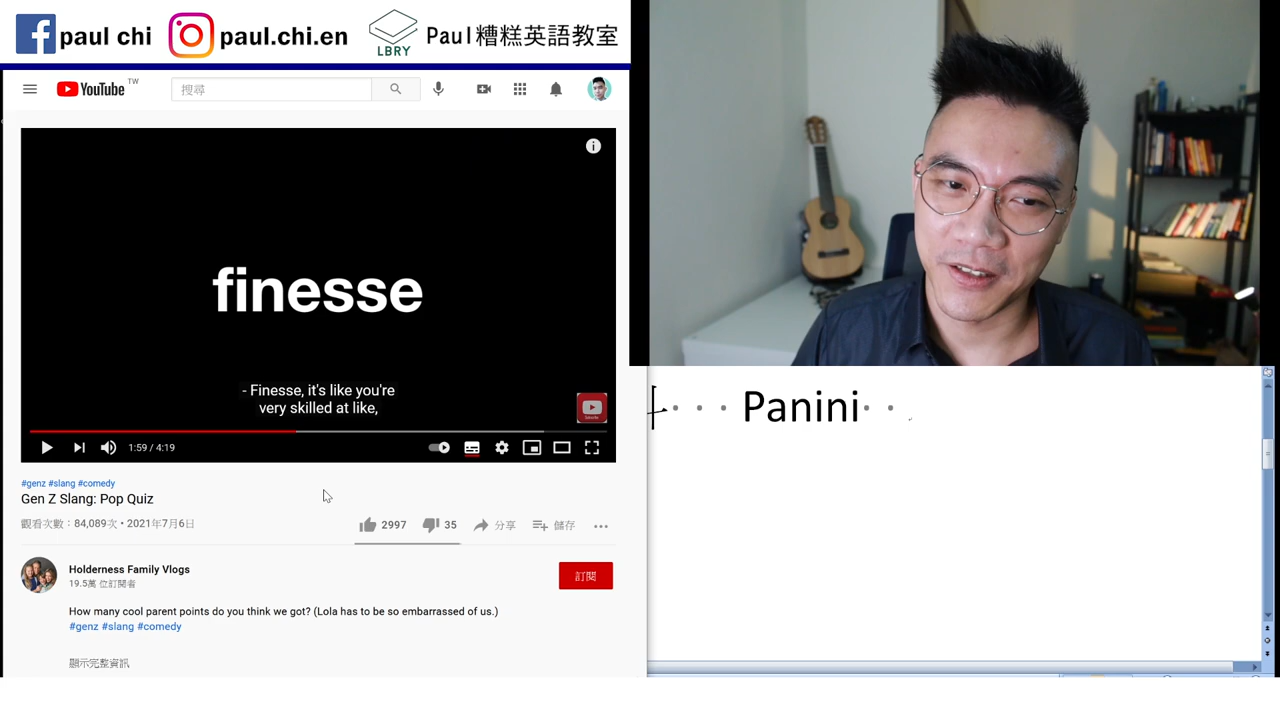 paul chi
paul.chi.en
LBRY
Paul糟糕英語教室
YouTube TW
搜尋
finesse
- Finesse, it's like you're
very skilled at like,
1:59 / 4:19
#genz #slang #comedy
Gen Z Slang: Pop Quiz
觀看次數：84,089次 • 2021年7月6日
2997
35
分享
儲存
Holderness Family Vlogs
19.5萬 位訂閱者
訂閱
How many cool parent points do you think we got? (Lola has to be so embarrassed of us.)
#genz #slang #comedy
顯示完整資訊
Panini